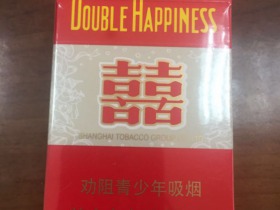 DOUBLE HAPPINESS
囍
SHANGHAI TOBACCO GROUP
劝阻青少年吸烟